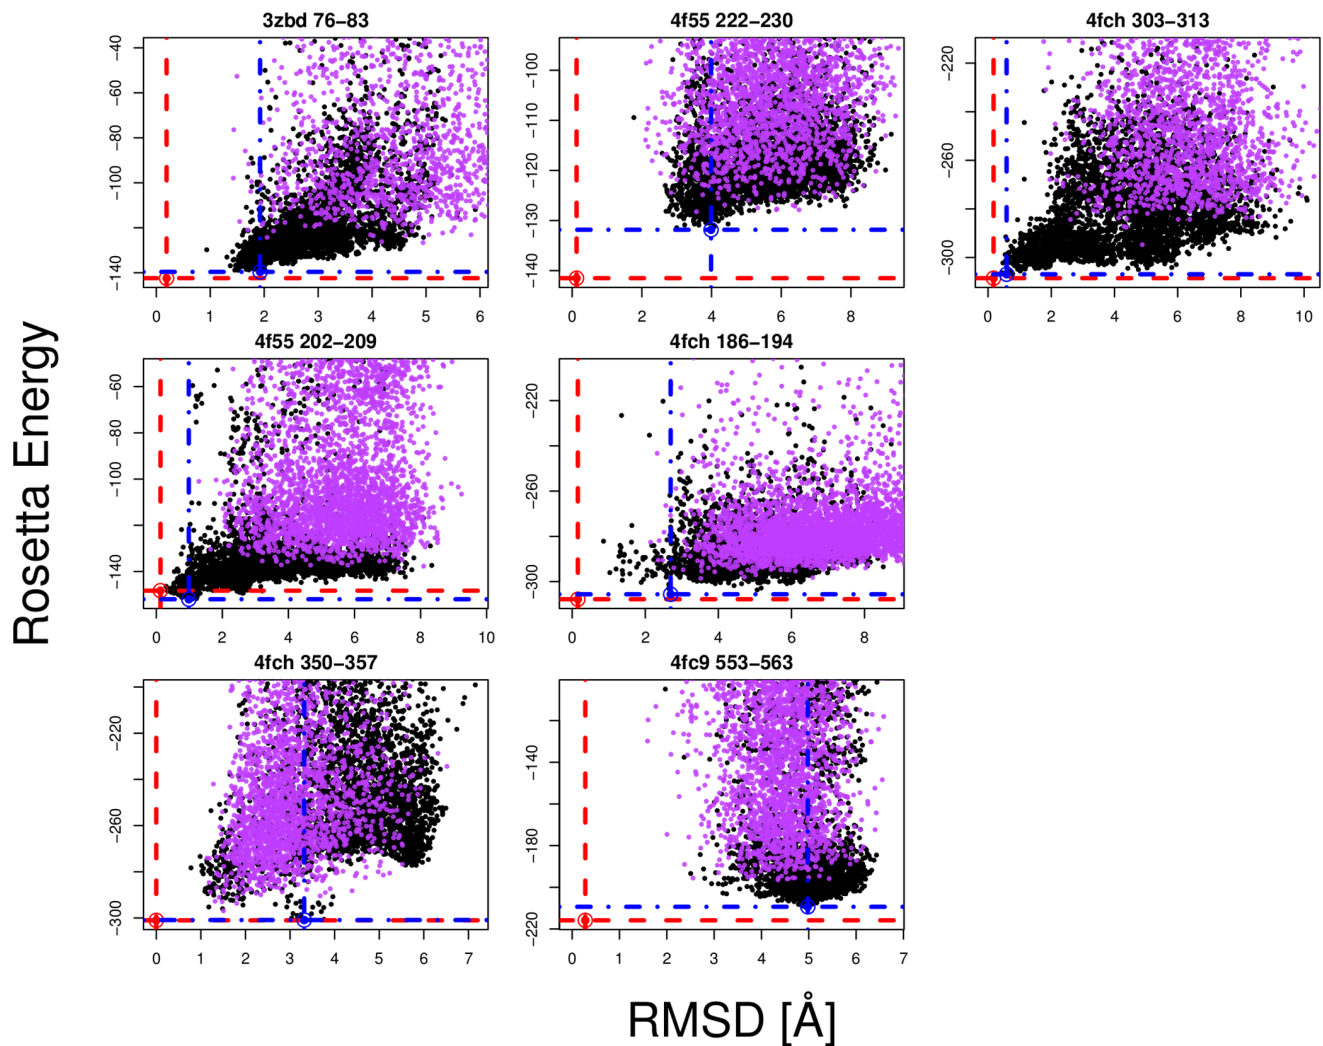 3zbd 76–83
4f55 222–230
4fch 303–313
-40
-60
-80
-100
-140
0 1 2 3 4 5 6
-100
-110
-120
-130
-140
0 2 4 6 8
-220
-260
-300
0 2 4 6 8 10
4f55 202–209
4fch 186–194
-60
-80
-100
-140
0 2 4 6 8 10
-220
-260
-300
0 2 4 6 8
4fch 350–357
4fc9 553–563
-220
-260
-300
0 1 2 3 4 5 6 7
-140
-180
-220
0 1 2 3 4 5 6 7
Rosetta Energy
RMSD [Å]